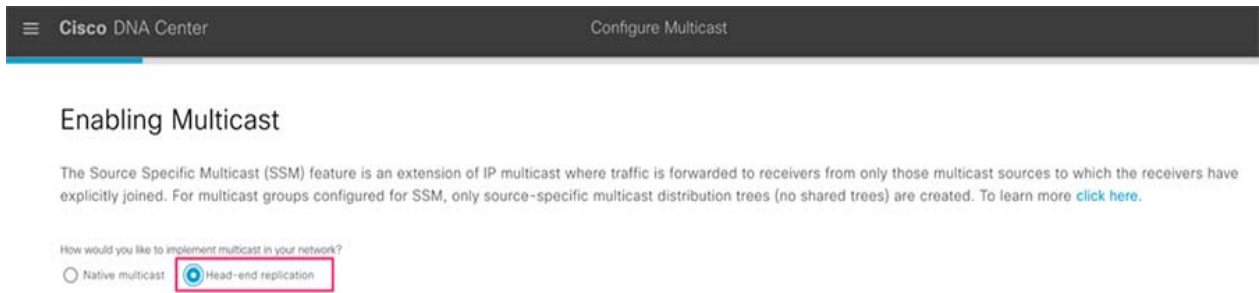 Cisco DNA Center
Configure Multicast
Enabling Multicast
The Source Specific Multicast (SSM) feature is an extension of IP multicast where traffic is forwarded to receivers from only those multicast sources to which the receivers have
explicitly joined. For multicast groups configured for SSM, only source-specific multicast distribution trees (no shared trees) are created. To learn more click here.
How would you like to implement multicast in your network?
Native multicast Head-end replication